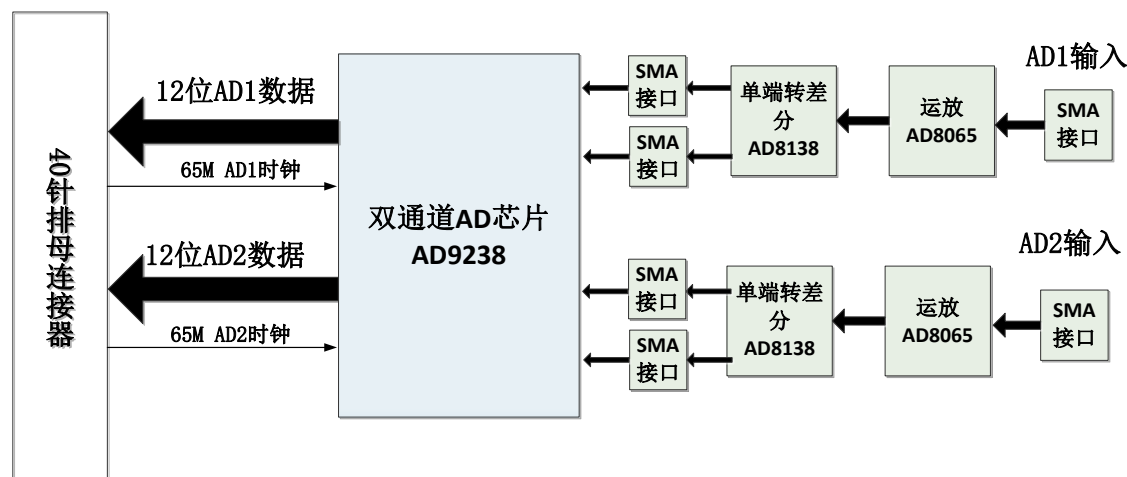 40针排母连接器
12位AD1数据
65M AD1时钟
12位AD2数据
65M AD2时钟
双通道AD芯片
AD9238
SMA
接口
SMA
接口
单端转差
分
AD8138
运放
AD8065
AD1输入
SMA
接口
SMA
接口
SMA
接口
单端转差
分
AD8138
运放
AD8065
AD2输入
SMA
接口